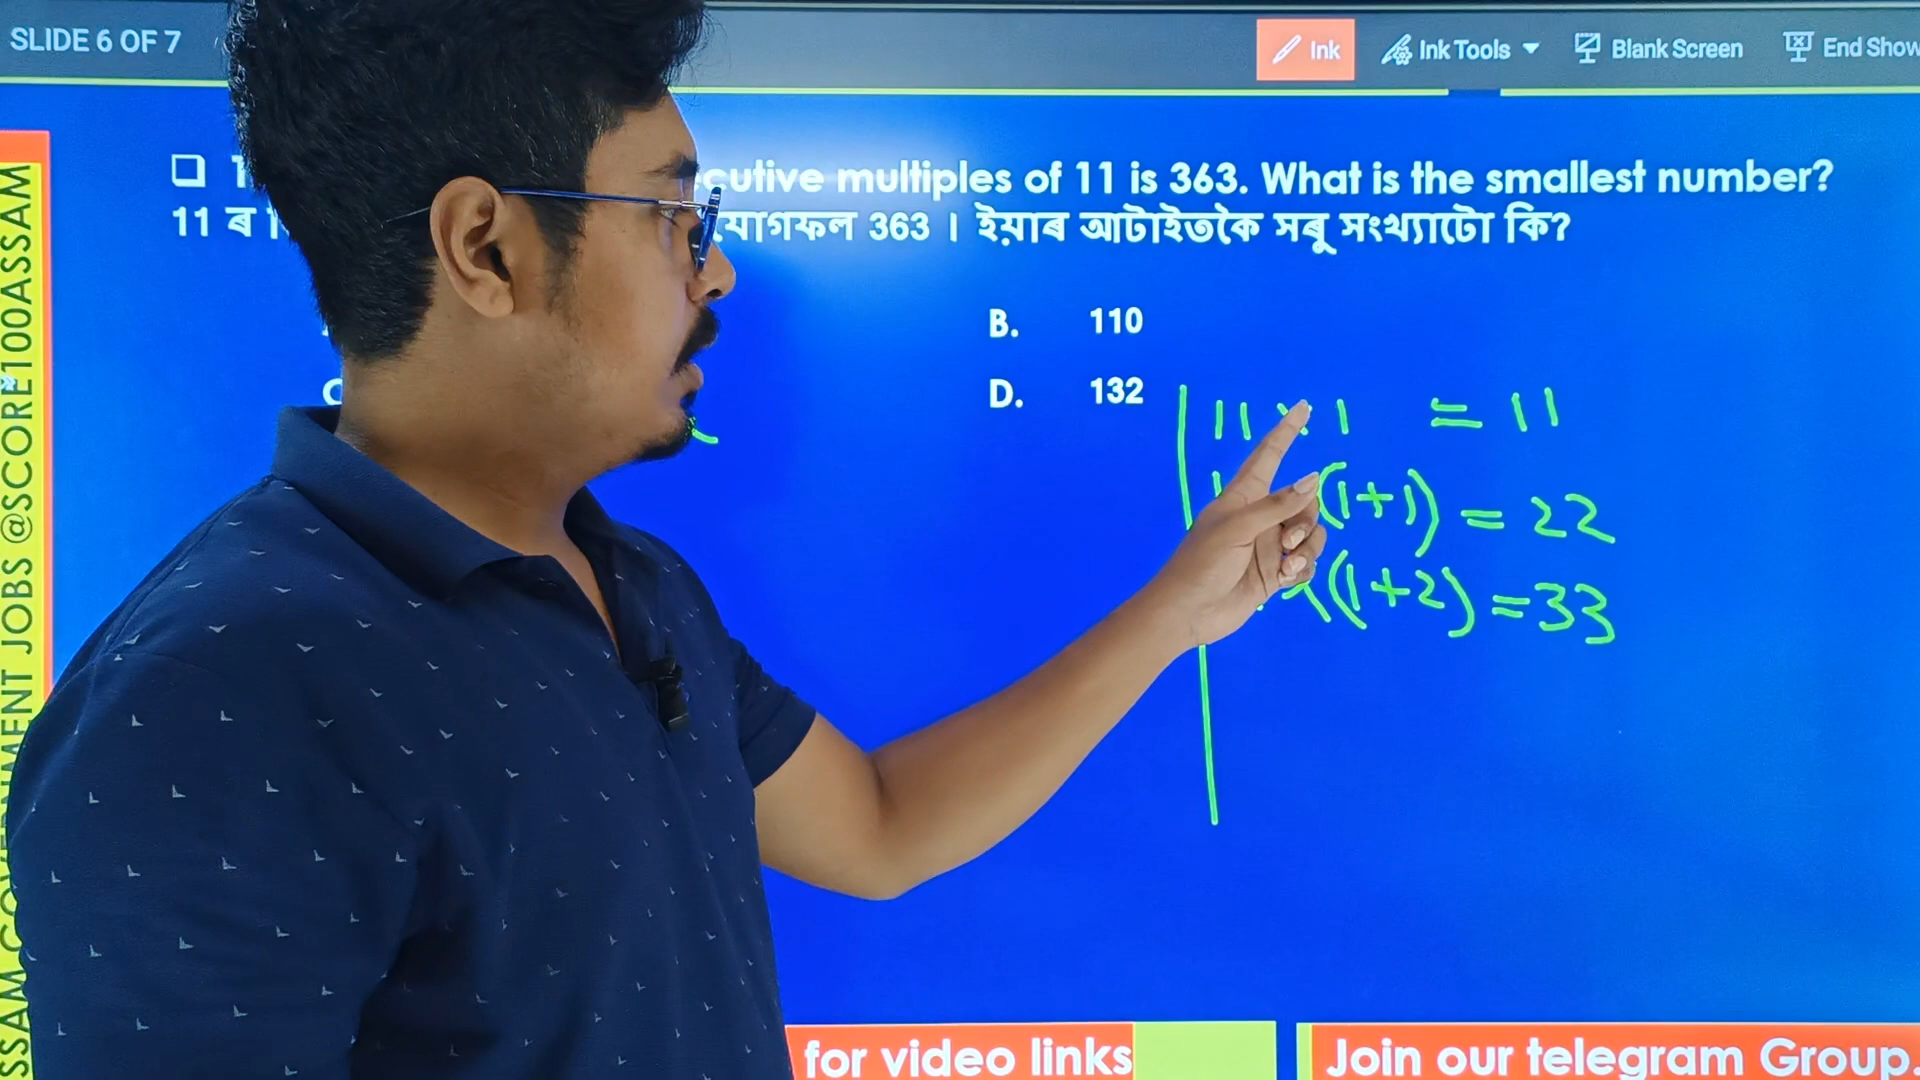 SLIDE 6 OF 7
Ink
Ink Tools
Blank Screen
End Show
multiples of 11 is 363. What is the smallest number?
11 ৰ
যোগফল 363 । ইয়াৰ আটাইতকৈ সৰু সংখ্যাটো কি?
B. 110
D. 132
11 × 1 = 11
(1+1) = 22
× (1+2) = 33
GOVERNMENT JOBS @SCORE100ASSAM
for video links
Join our telegram Group.